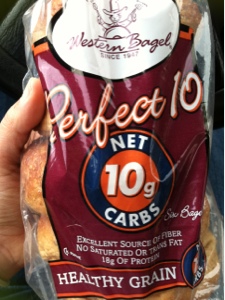 Western Bagel
SINCE 1947
Perfect 10
NET
10g
CARBS
Six Bagels
EXCELLENT SOURCE OF FIBER
NO SATURATED OR TRANS FAT
18g OF PROTEIN
HEALTHY GRAIN